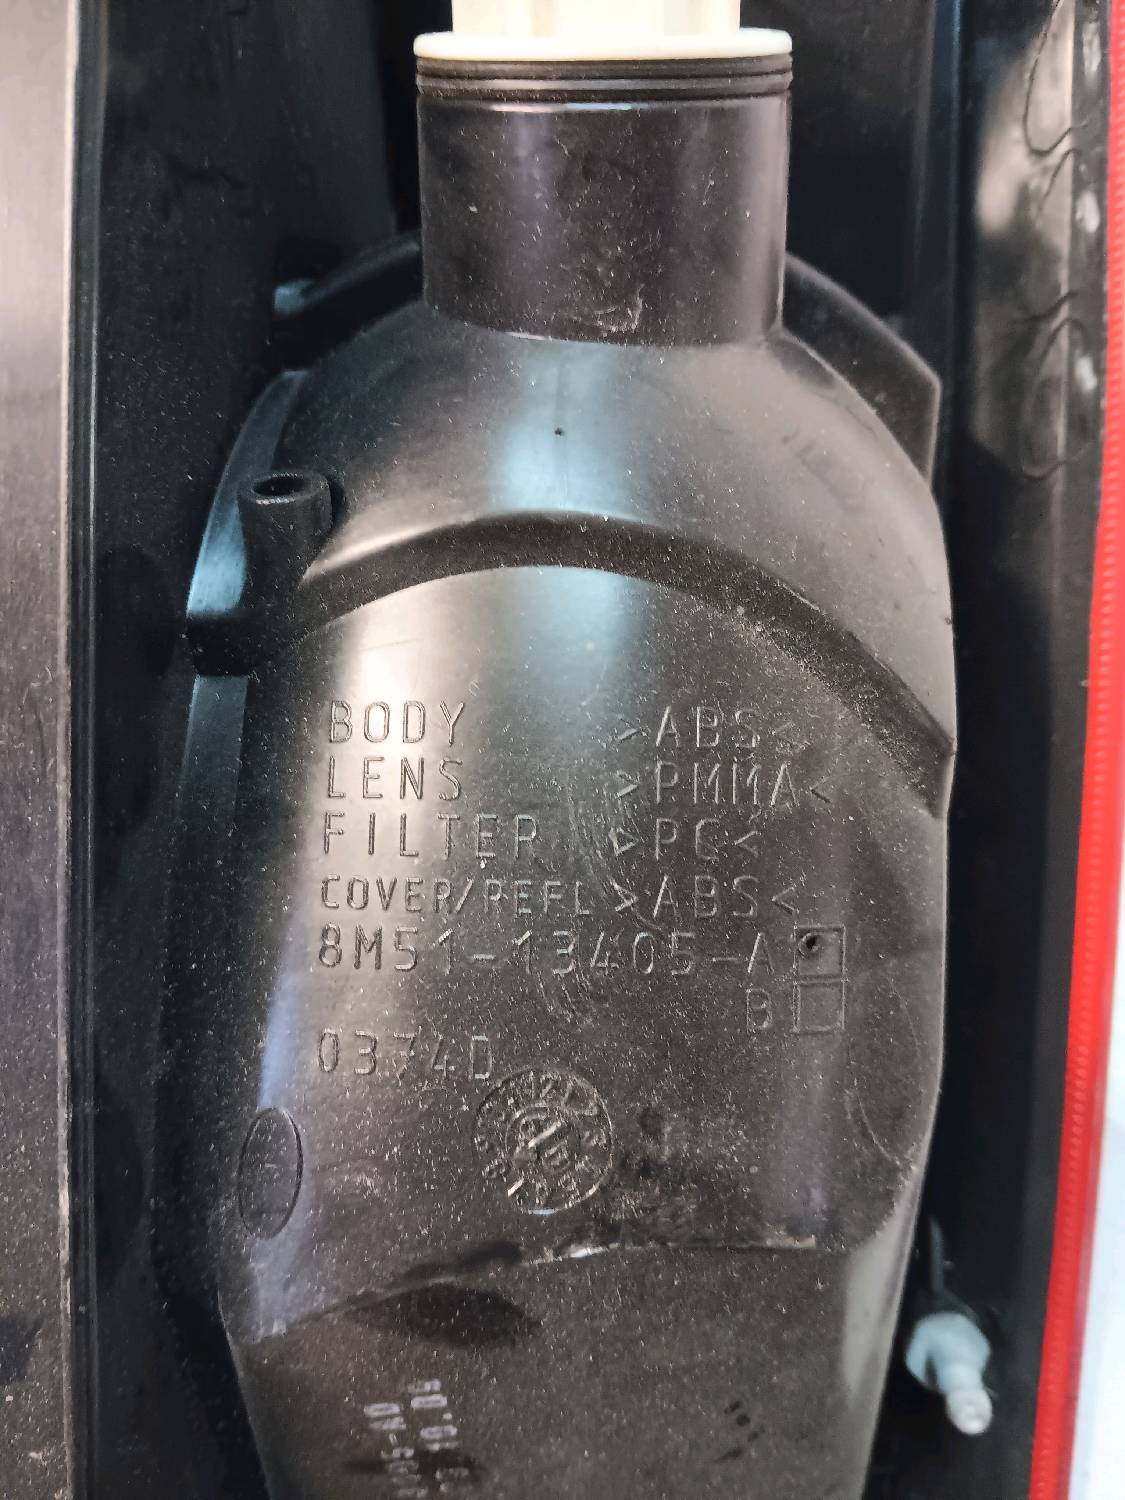 BODY >ABS<
LENS >PMMA<
FILTER >PC<
COVER/REFL >ABS<
8M51-13405-A
B
0374D